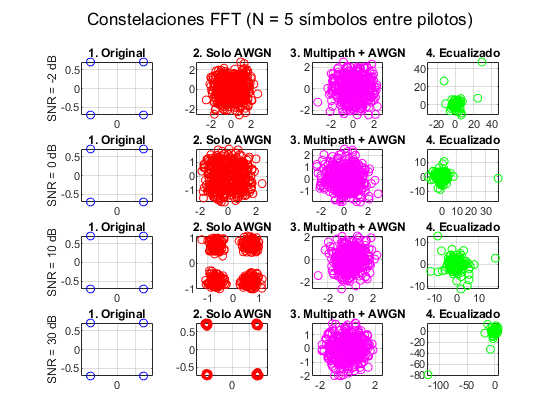 Constelaciones FFT (N = 5 símbolos entre pilotos)
1. Original 2. Solo AWGN 3. Multipath + AWGN 4. Ecualizado
SNR = -2 dB
0.5 0 -0.5
2 0 -2
2 0 -2
40 20 0
0 -2 0 2 -2 0 2 -20 0 20 40
1. Original 2. Solo AWGN 3. Multipath + AWGN 4. Ecualizado
SNR = 0 dB
0.5 0 -0.5
2 1 0 -1
2 0 -2
10 0 -10
0 -2 0 2 -2 0 2 0 10 20 30
1. Original 2. Solo AWGN 3. Multipath + AWGN 4. Ecualizado
SNR = 10 dB
0.5 0 -0.5
1 0 -1
2 0 -2
10 0 -10
0 -1 0 1 -2 0 2 -10 0 10
1. Original 2. Solo AWGN 3. Multipath + AWGN 4. Ecualizado
SNR = 30 dB
0.5 0 -0.5
0.5 0 -0.5
2 0 -2
0 -20 -40 -60 -80
0 0 -2 0 2 -100 -50 0